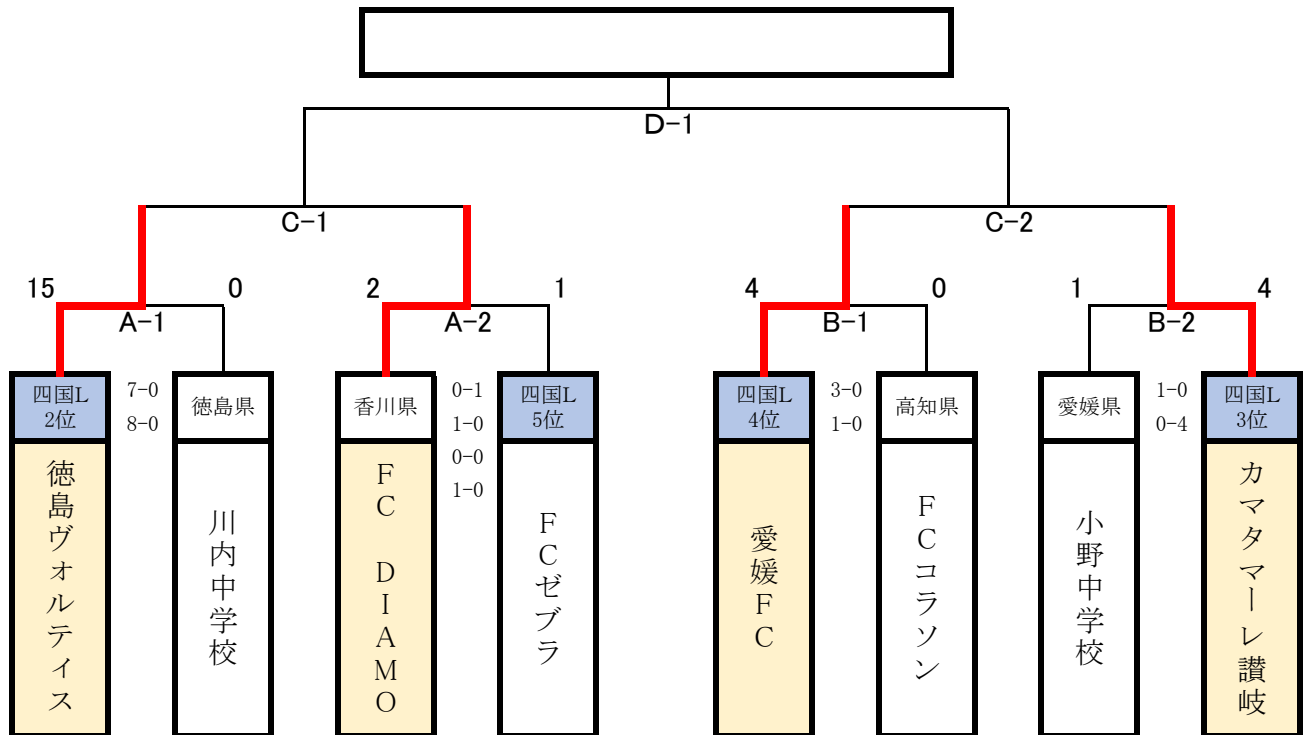 D-1
C-1
C-2
15
0
2
1
4
0
1
4
A-1
A-2
B-1
B-2
四国L
2位
7-0
8-0
徳島県
香川県
0-1
1-0
0-0
1-0
四国L
5位
四国L
4位
3-0
1-0
高知県
愛媛県
1-0
0-4
四国L
3位
徳島ヴォルティス
川内中学校
FC DIAMO
FCゼブラ
愛媛FC
FCコラソン
小野中学校
カマタマーレ讃岐